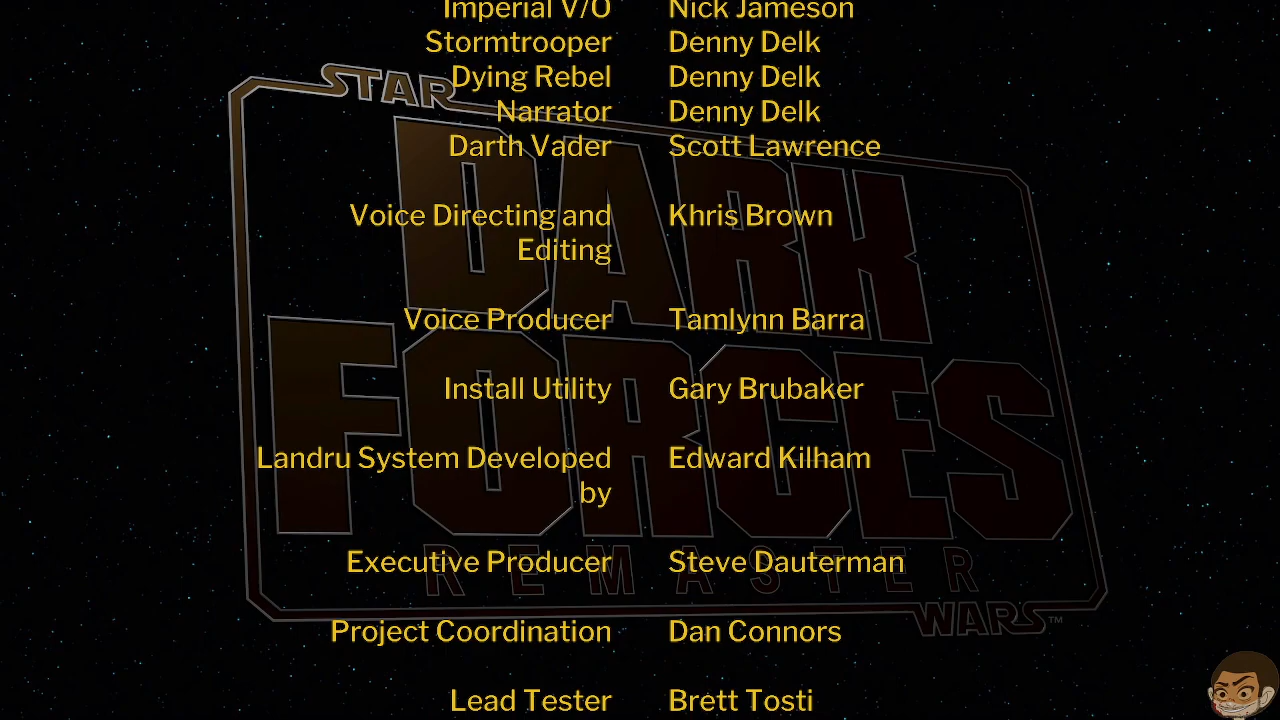 Imperial V/O Nick Jameson
Stormtrooper Denny Delk
Dying Rebel Denny Delk
Narrator Denny Delk
Darth Vader Scott Lawrence
Voice Directing and Khris Brown
Editing
Voice Producer Tamlynn Barra
Install Utility Gary Brubaker
Landru System Developed Edward Kilham
by
Executive Producer Steve Dauterman
Project Coordination Dan Connors
Lead Tester Brett Tosti
STAR
DARK
FORCES
REMASTER
WARS™